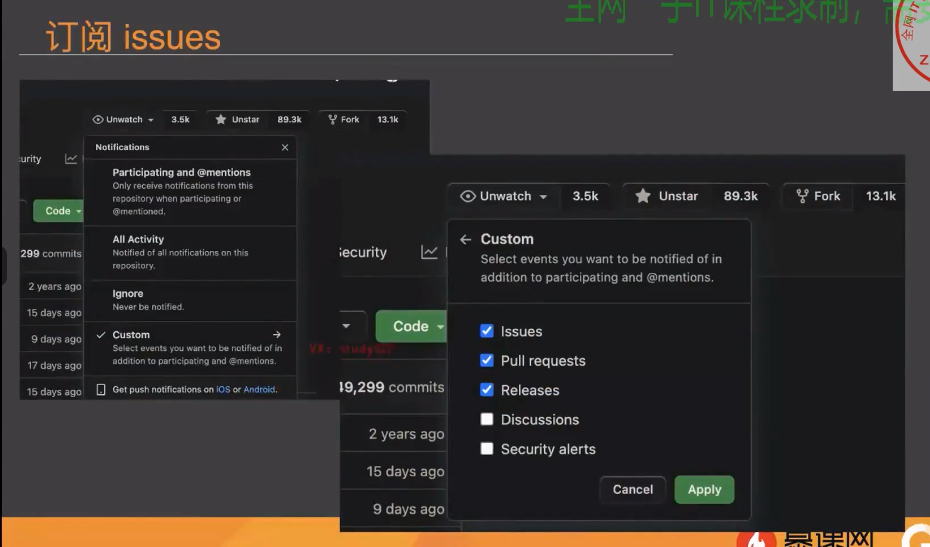 订阅 issues
Unwatch 3.5k Unstar 89.3k Fork 13.1k
Notifications
Participating and @mentions
Only receive notifications from this
repository when participating or
@mentioned.
All Activity
Notified of all notifications on this
repository.
Ignore
Never be notified.
Custom
Select events you want to be notified of in
addition to participating and @mentions.
Get push notifications on iOS or Android.
urity
Code
299 commits
2 years ago
15 days ago
9 days ago
17 days ago
15 days ago
Unwatch 3.5k Unstar 89.3k Fork 13.1k
Security
Code
49,299 commits
2 years ago
15 days ago
9 days ago
Custom
Select events you want to be notified of in
addition to participating and @mentions.
Issues
Pull requests
Releases
Discussions
Security alerts
Cancel Apply
慕课网